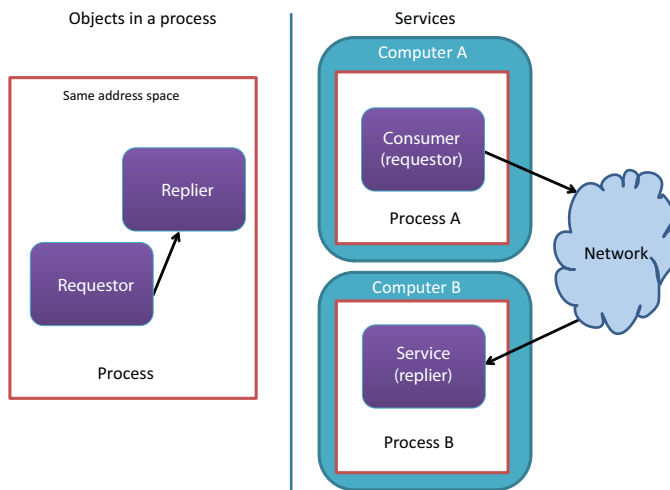 Objects in a process
Same address space
Replier
Requestor
Process
Services
Computer A
Consumer
(requestor)
Process A
Network
Computer B
Service
(replier)
Process B